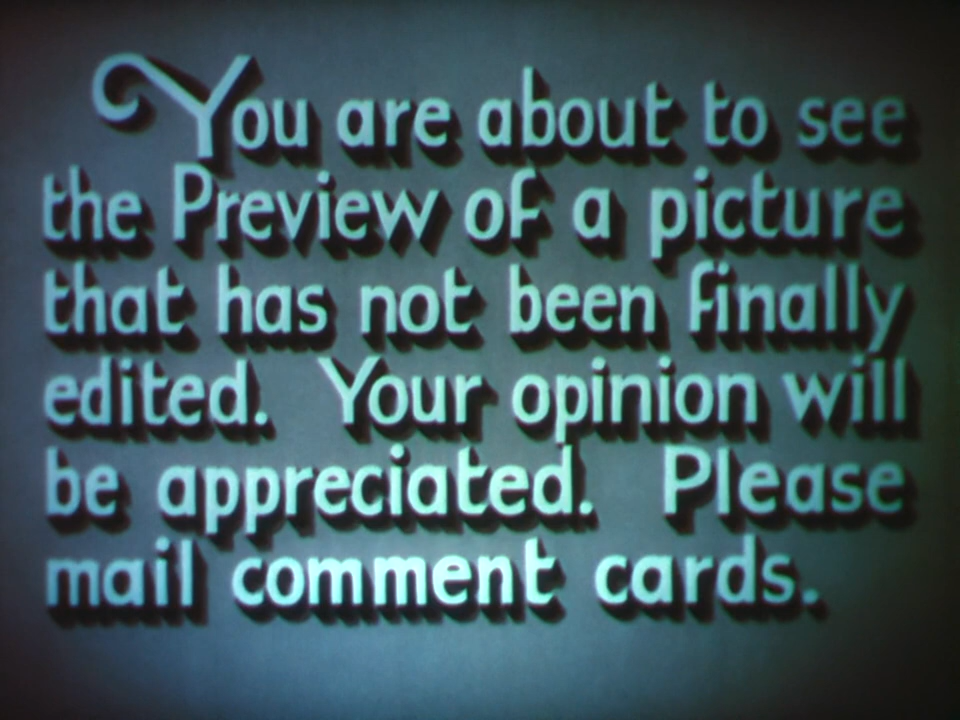 You are about to see
the Preview of a picture
that has not been finally
edited. Your opinion will
be appreciated. Please
mail comment cards.